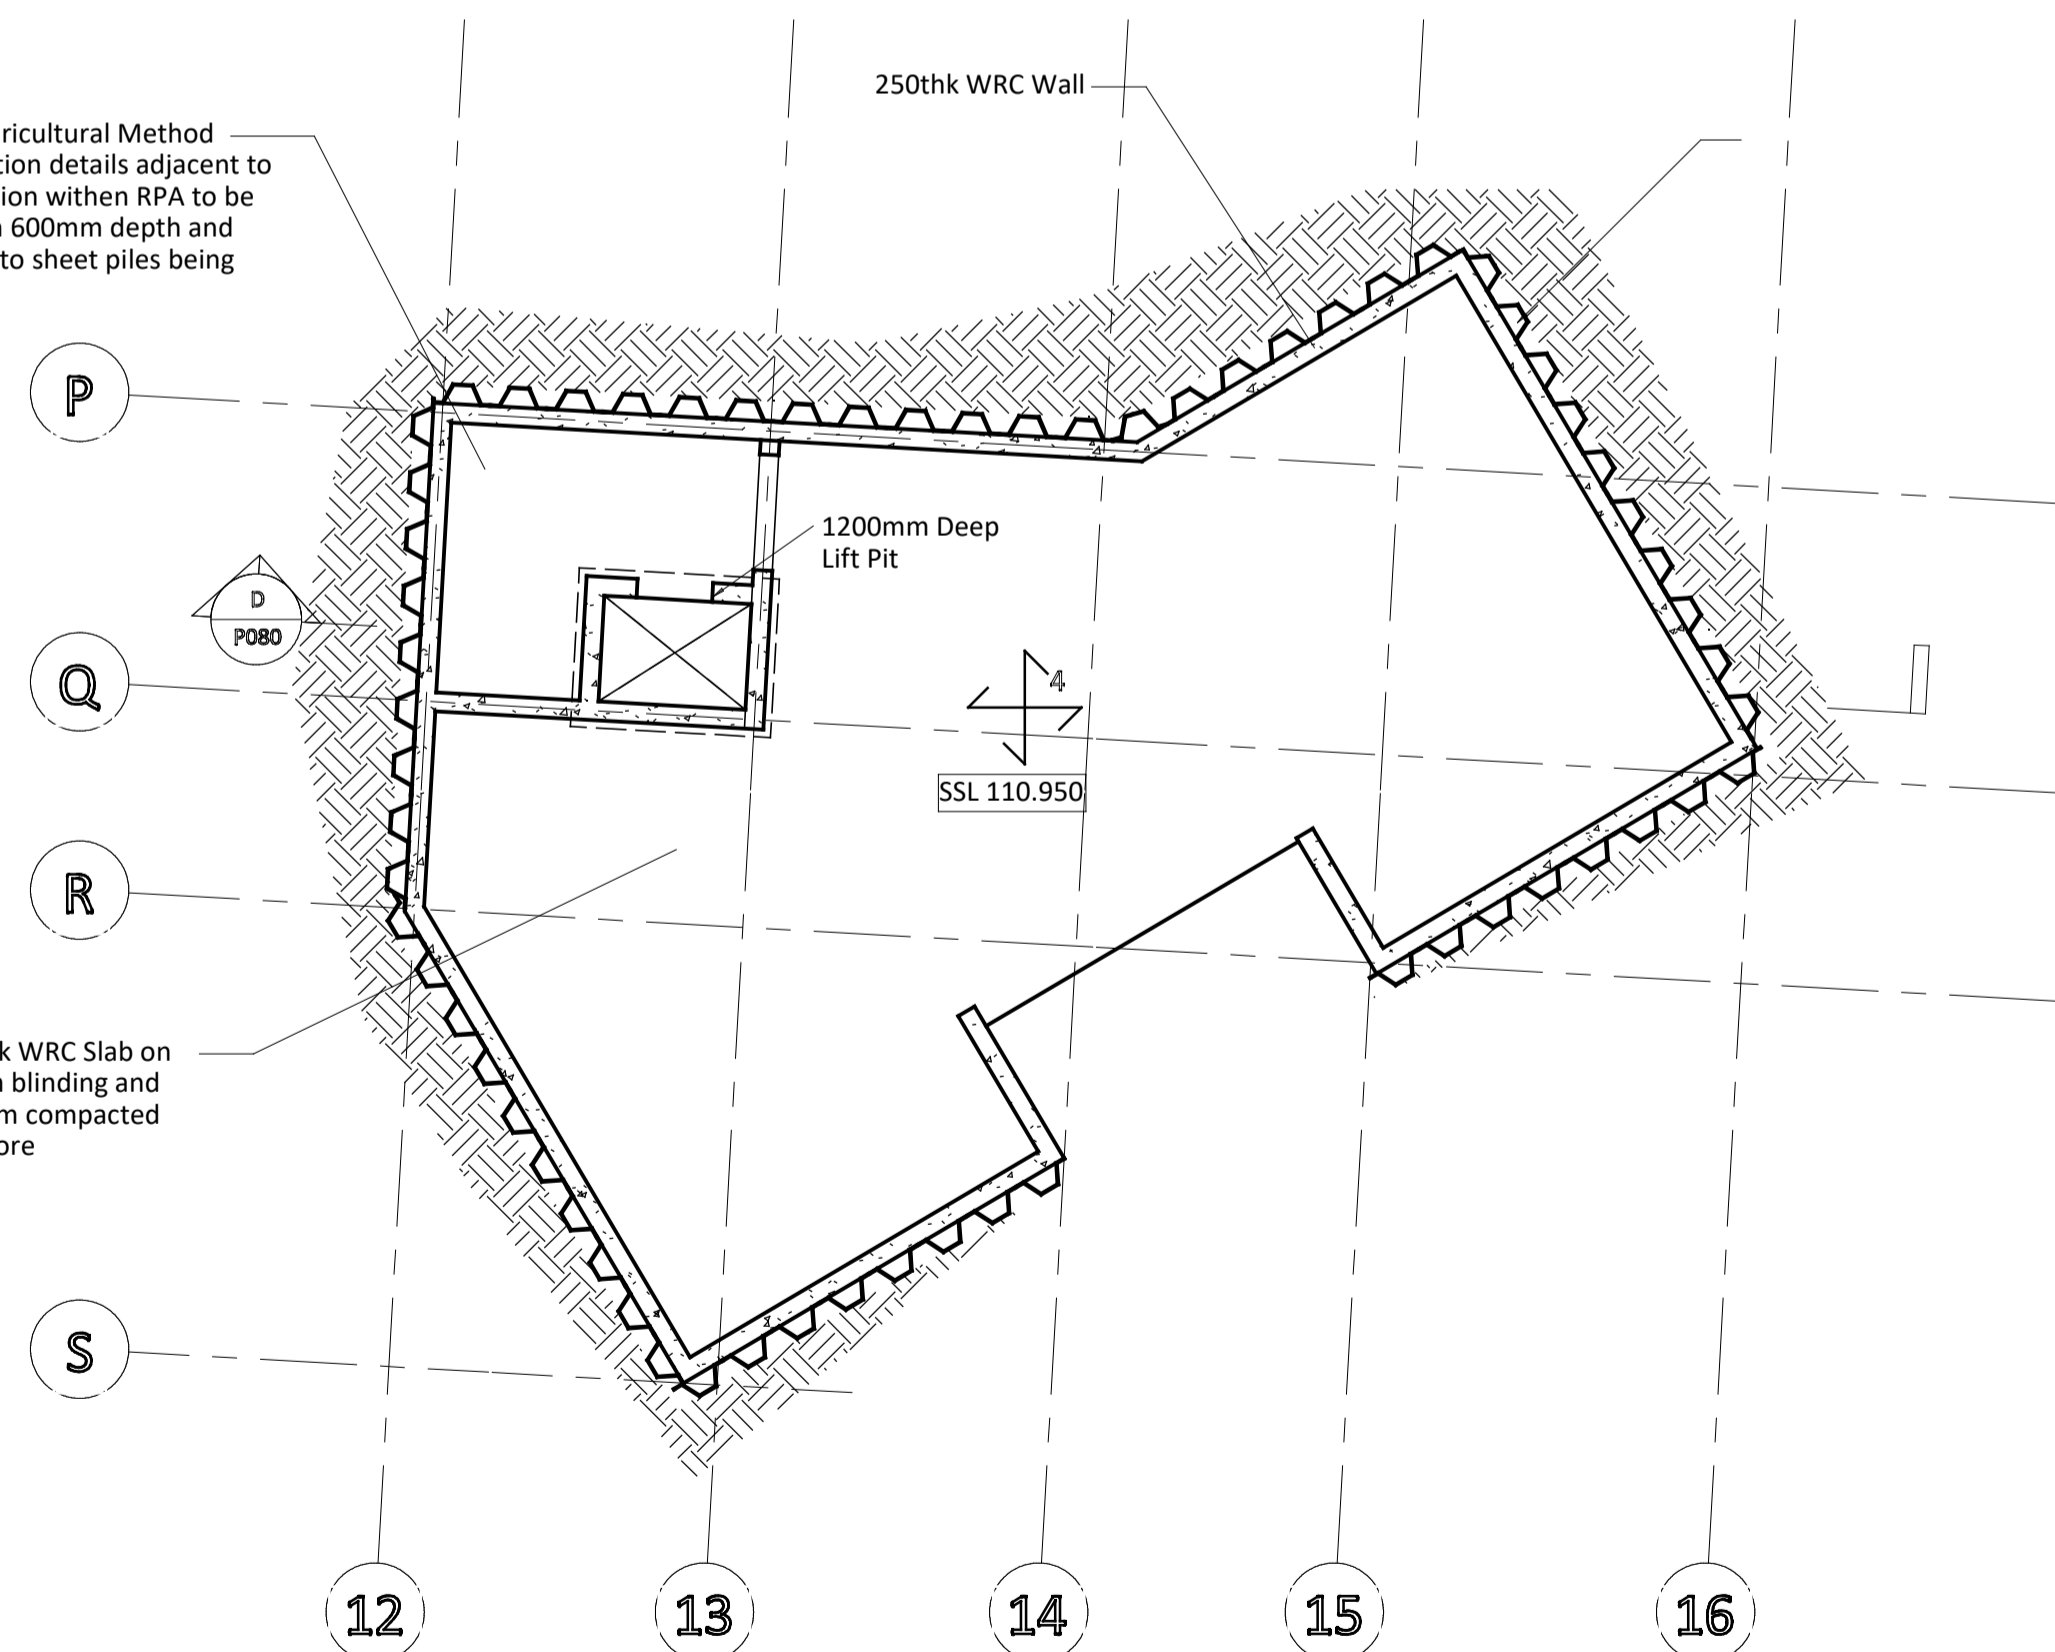 250thk WRC Wall
ricultural Method
tion details adjacent to
ion withen RPA to be
600mm depth and
to sheet piles being
P
1200mm Deep
Lift Pit
D
P080
Q
4
SSL 110.950
R
k WRC Slab on
blinding and
m compacted
ore
S
12
13
14
15
16